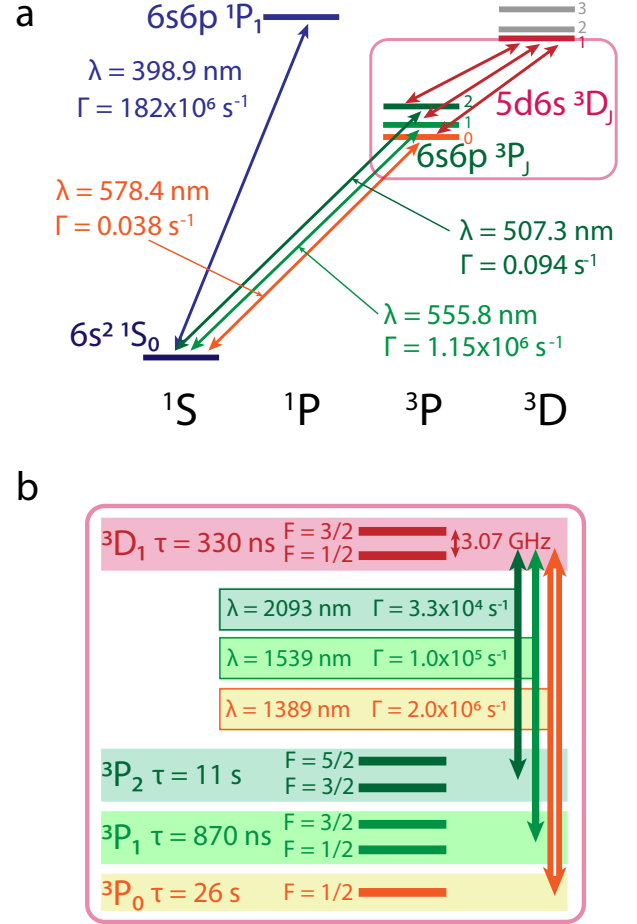 a
6s6p ¹P₁
3
2
1
λ = 398.9 nm
Γ = 182x10⁶ s⁻¹
5d6s ³D_J
2
1
0
6s6p ³P_J
λ = 578.4 nm
Γ = 0.038 s⁻¹
λ = 507.3 nm
Γ = 0.094 s⁻¹
λ = 555.8 nm
Γ = 1.15x10⁶ s⁻¹
6s² ¹S₀
¹S ¹P ³P ³D
b
³D₁ τ = 330 ns
F = 3/2
F = 1/2
3.07 GHz
λ = 2093 nm Γ = 3.3x10⁴ s⁻¹
λ = 1539 nm Γ = 1.0x10⁵ s⁻¹
λ = 1389 nm Γ = 2.0x10⁶ s⁻¹
³P₂ τ = 11 s
F = 5/2
F = 3/2
³P₁ τ = 870 ns
F = 3/2
F = 1/2
³P₀ τ = 26 s
F = 1/2